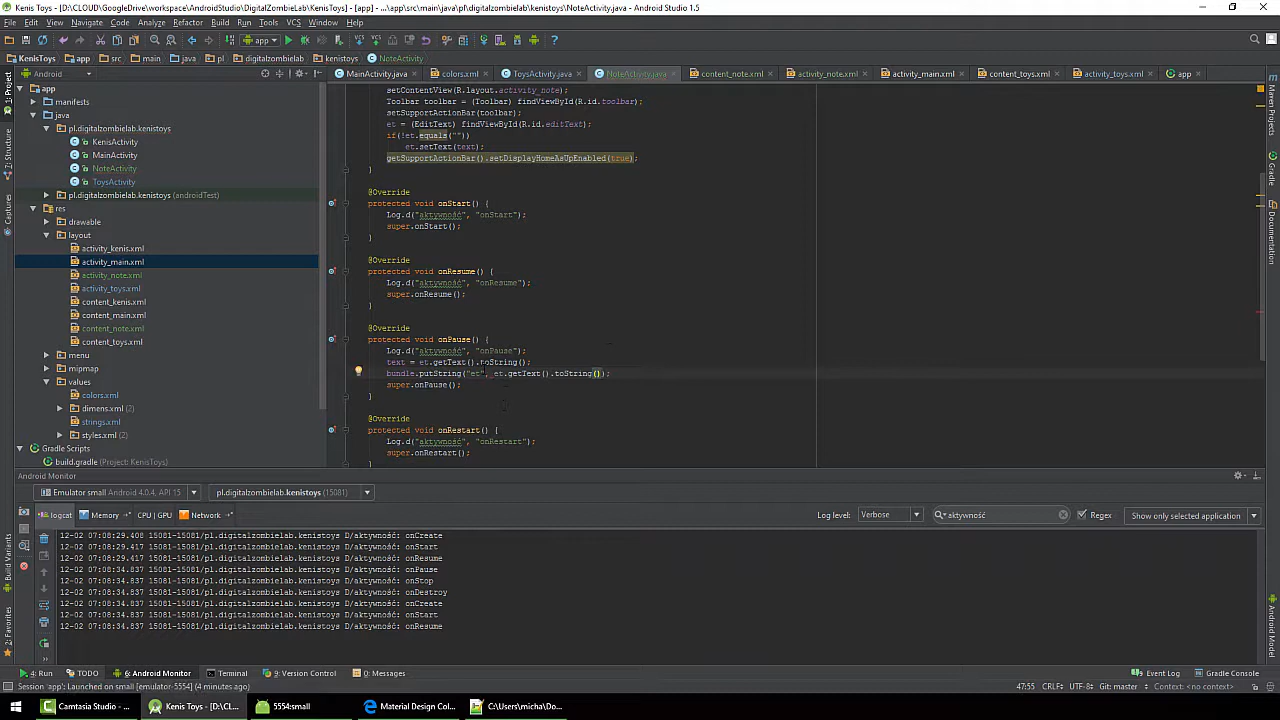 Kenis Toys - [D:\CLOUD\GoogleDrive\AndroidStudio\DigitalZombieLab\KenisToys] - [app] - ...\app\src\main\java\pl\digitalzombielab\kenistoys\NoteActivity.java - Android Studio 1.5
File Edit View Navigate Code Analyze Refactor Build Run Tools VCS Window Help
app
KenisToys app src main java pl digitalzombielab kenistoys NoteActivity
Android
MainActivity.java colors.xml ToysActivity.java NoteActivity.java content_note.xml activity_note.xml activity_main.xml content_toys.xml activity_toys.xml app
1: Project
7: Structure
Captures
Build Variants
2: Favorites
Gradle
Documentation
Android Model
app
manifests
java
pl.digitalzombielab.kenistoys
KenisActivity
MainActivity
NoteActivity
ToysActivity
pl.digitalzombielab.kenistoys (androidTest)
res
drawable
layout
activity_kenis.xml
activity_main.xml
activity_note.xml
activity_toys.xml
content_kenis.xml
content_main.xml
content_note.xml
content_toys.xml
menu
mipmap
values
colors.xml
dimens.xml (2)
strings.xml
styles.xml (2)
Gradle Scripts
build.gradle (Project: KenisToys)
setContentView(R.layout.activity_note);
Toolbar toolbar = (Toolbar) findViewById(R.id.toolbar);
setSupportActionBar(toolbar);
et = (EditText) findViewById(R.id.editText);
if(!et.equals(""))
et.setText(text);
getSupportActionBar().setDisplayHomeAsUpEnabled(true);
}
@Override
protected void onStart() {
Log.d("aktywność", "onStart");
super.onStart();
}
@Override
protected void onResume() {
Log.d("aktywność", "onResume");
super.onResume();
}
@Override
protected void onPause() {
Log.d("aktywność", "onPause");
text = et.getText().toString();
bundle.putString("et", et.getText().toString());
super.onPause();
}
@Override
protected void onRestart() {
Log.d("aktywność", "onRestart");
super.onRestart();
}
Android Monitor
Emulator small Android 4.0.4, API 15 pl.digitalzombielab.kenistoys (15081)
logcat Memory CPU | GPU Network Log level: Verbose aktywność Regex Show only selected application
12-02 07:08:29.408 15081-15081/pl.digitalzombielab.kenistoys D/aktywność: onCreate
12-02 07:08:29.417 15081-15081/pl.digitalzombielab.kenistoys D/aktywność: onStart
12-02 07:08:29.417 15081-15081/pl.digitalzombielab.kenistoys D/aktywność: onResume
12-02 07:08:34.837 15081-15081/pl.digitalzombielab.kenistoys D/aktywność: onPause
12-02 07:08:34.837 15081-15081/pl.digitalzombielab.kenistoys D/aktywność: onStop
12-02 07:08:34.837 15081-15081/pl.digitalzombielab.kenistoys D/aktywność: onDestroy
12-02 07:08:34.837 15081-15081/pl.digitalzombielab.kenistoys D/aktywność: onCreate
12-02 07:08:34.837 15081-15081/pl.digitalzombielab.kenistoys D/aktywność: onStart
12-02 07:08:34.837 15081-15081/pl.digitalzombielab.kenistoys D/aktywność: onResume
4: Run TODO 6: Android Monitor Terminal 9: Version Control 0: Messages Event Log Gradle Console
Session 'app': Launched on small [emulator-5554] (4 minutes ago) 47:55 CRLF÷ UTF-8÷ Git: master÷ Context: <no context>
Camtasia Studio - ... Kenis Toys - [D:\CL... 5554:small Material Design Col... C:\Users\micha\Do...